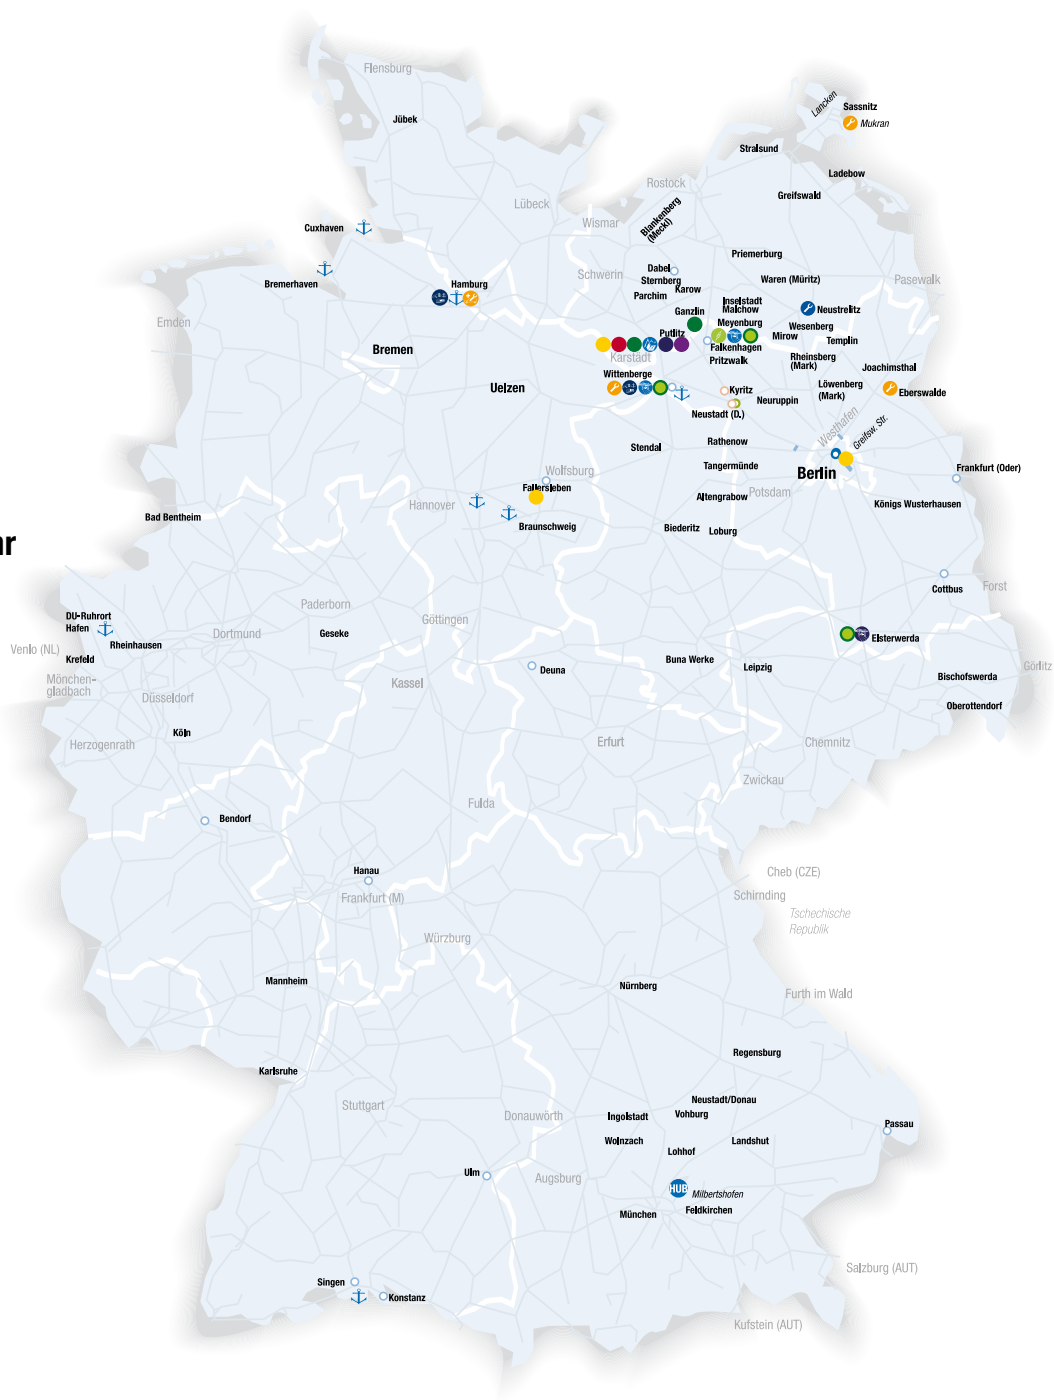 Flensburg
Jübek
Lancken
Sassnitz
Mukran
Stralsund
Ladebow
Rostock
Greifswald
Lübeck
Wismar
Blankenberg
(Meckl)
Cuxhaven
Priemerburg
Schwerin
Dabel
Sternberg
Waren (Müritz)
Pasewalk
Bremerhaven
Hamburg
Karow
Parchim
Inselstadt
Malchow
Ganzlin
Neustrelitz
Emden
Meyenburg
Wesenberg
Putlitz
Mirow
Templin
Bremen
Karstädt
Falkenhagen
Pritzwalk
Rheinsberg
(Mark)
Joachimsthal
Wittenberge
Uelzen
Kyritz
Löwenberg
(Mark)
Eberswalde
Neuruppin
Neustadt (D.)
Westhafen
Greifsw. Str.
Stendal
Rathenow
Wolfsburg
Tangermünde
Berlin
Frankfurt (Oder)
Fallersleben
Potsdam
Hannover
Altengrabow
Königs Wusterhausen
Bad Bentheim
Braunschweig
Biederitz
Loburg
Cottbus
Forst
Paderborn
DU-Ruhrort
Hafen
Göttingen
Dortmund
Geseke
Elsterwerda
Venlo (NL)
Rheinhausen
Krefeld
Buna Werke
Leipzig
Görlitz
Deuna
Mönchen-
gladbach
Kassel
Bischofswerda
Düsseldorf
Oberottendorf
Köln
Herzogenrath
Erfurt
Chemnitz
Zwickau
Fulda
Bendorf
Hanau
Cheb (CZE)
Frankfurt (M)
Schirnding
Tschechische
Republik
Würzburg
Mannheim
Nürnberg
Furth im Wald
Regensburg
Karlsruhe
Neustadt/Donau
Stuttgart
Donauwörth
Ingolstadt
Vohburg
Passau
Wolnzach
Landshut
Lohhof
Ulm
Augsburg
HUB
Milbertshofen
München
Feldkirchen
Salzburg (AUT)
Singen
Konstanz
Kufstein (AUT)